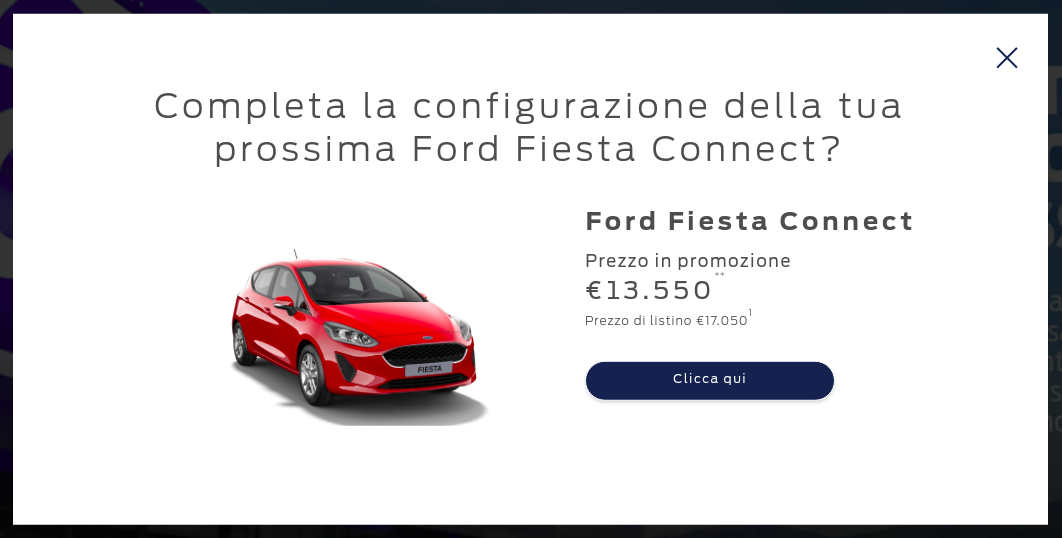 Completa la configurazione della tua
prossima Ford Fiesta Connect?
Ford Fiesta Connect
Prezzo in promozione
€13.550**
Prezzo di listino €17.050¹
FIESTA
Clicca qui